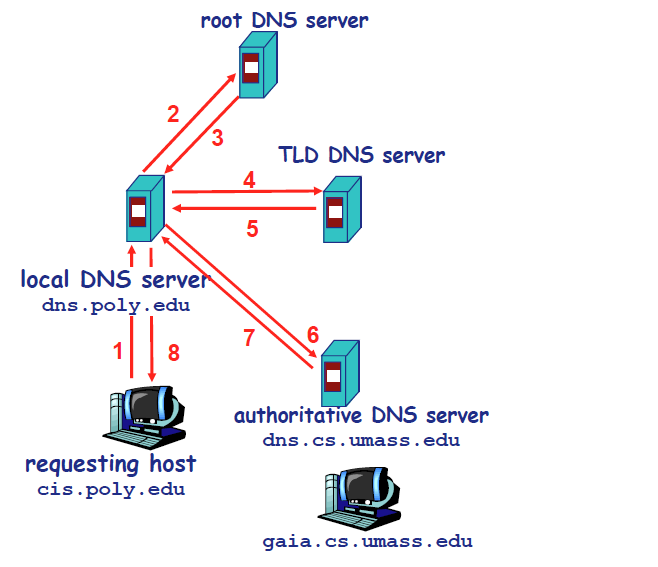 root DNS server
2
3
TLD DNS server
4
5
local DNS server
dns.poly.edu
6
7
1
8
authoritative DNS server
dns.cs.umass.edu
requesting host
cis.poly.edu
gaia.cs.umass.edu